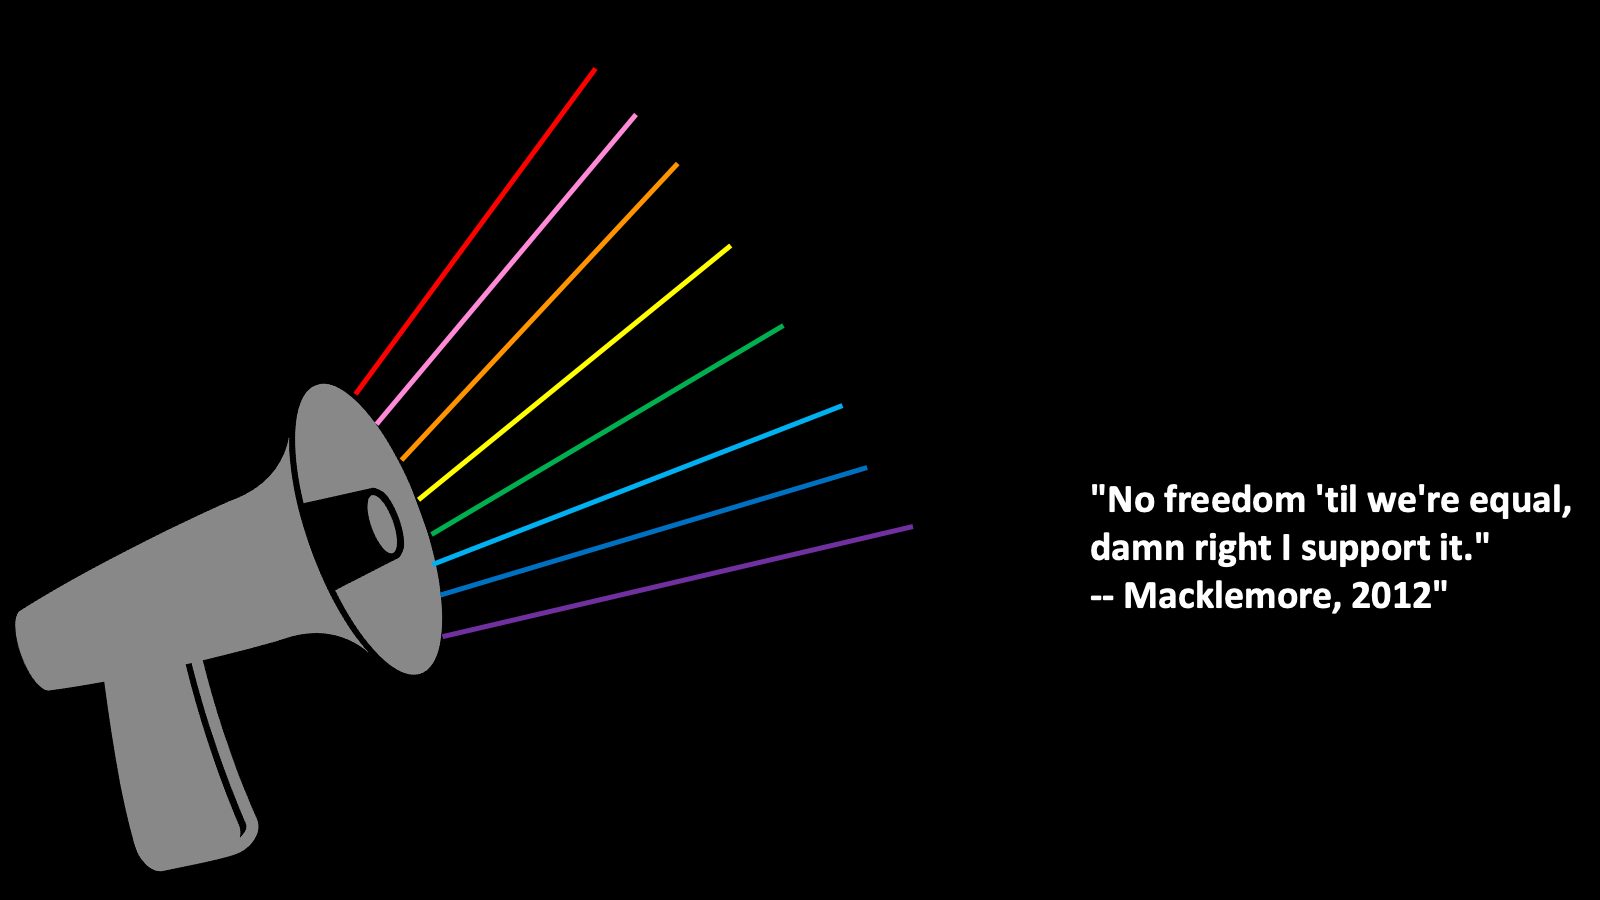 "No freedom 'til we're equal,
damn right I support it."
-- Macklemore, 2012"